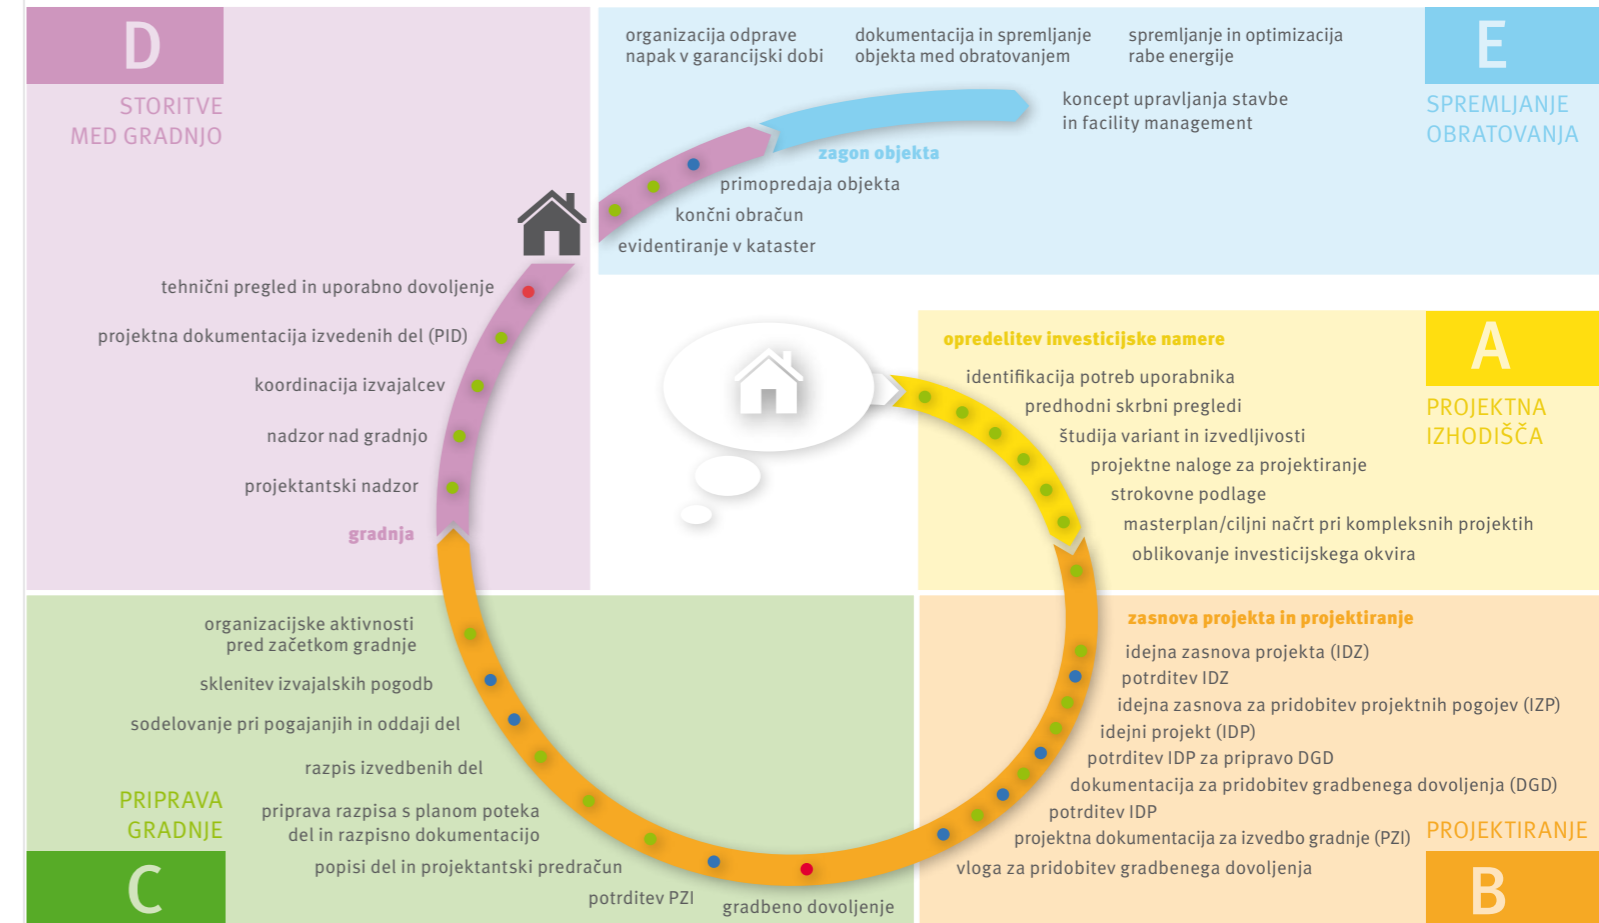 D
STORITVE
MED GRADNJO
organizacija odprave
napak v garancijski dobi
dokumentacija in spremljanje
objekta med obratovanjem
spremljanje in optimizacija
rabe energije
E
SPREMLJANJE
OBRATOVANJA
koncept upravljanja stavbe
in facility management
zagon objekta
primopredaja objekta
končni obračun
evidentiranje v kataster
tehnični pregled in uporabno dovoljenje
projektna dokumentacija izvedenih del (PID)
koordinacija izvajalcev
nadzor nad gradnjo
projektantski nadzor
gradnja
opredelitev investicijske namere
A
PROJEKTNA
IZHODIŠČA
identifikacija potreb uporabnika
predhodni skrbni pregledi
študija variant in izvedljivosti
projektne naloge za projektiranje
strokovne podlage
masterplan/ciljni načrt pri kompleksnih projektih
oblikovanje investicijskega okvira
zasnova projekta in projektiranje
idejna zasnova projekta (IDZ)
potrditev IDZ
idejna zasnova za pridobitev projektnih pogojev (IZP)
idejni projekt (IDP)
potrditev IDP za pripravo DGD
dokumentacija za pridobitev gradbenega dovoljenja (DGD)
potrditev IDP
projektna dokumentacija za izvedbo gradnje (PZI)
vloga za pridobitev gradbenega dovoljenja
PROJEKTIRANJE
B
organizacijske aktivnosti
pred začetkom gradnje
sklenitev izvajalskih pogodb
sodelovanje pri pogajanjih in oddaji del
razpis izvedbenih del
priprava razpisa s planom poteka
del in razpisno dokumentacijo
popisi del in projektantski predračun
potrditev PZI
gradbeno dovoljenje
PRIPRAVA
GRADNJE
C